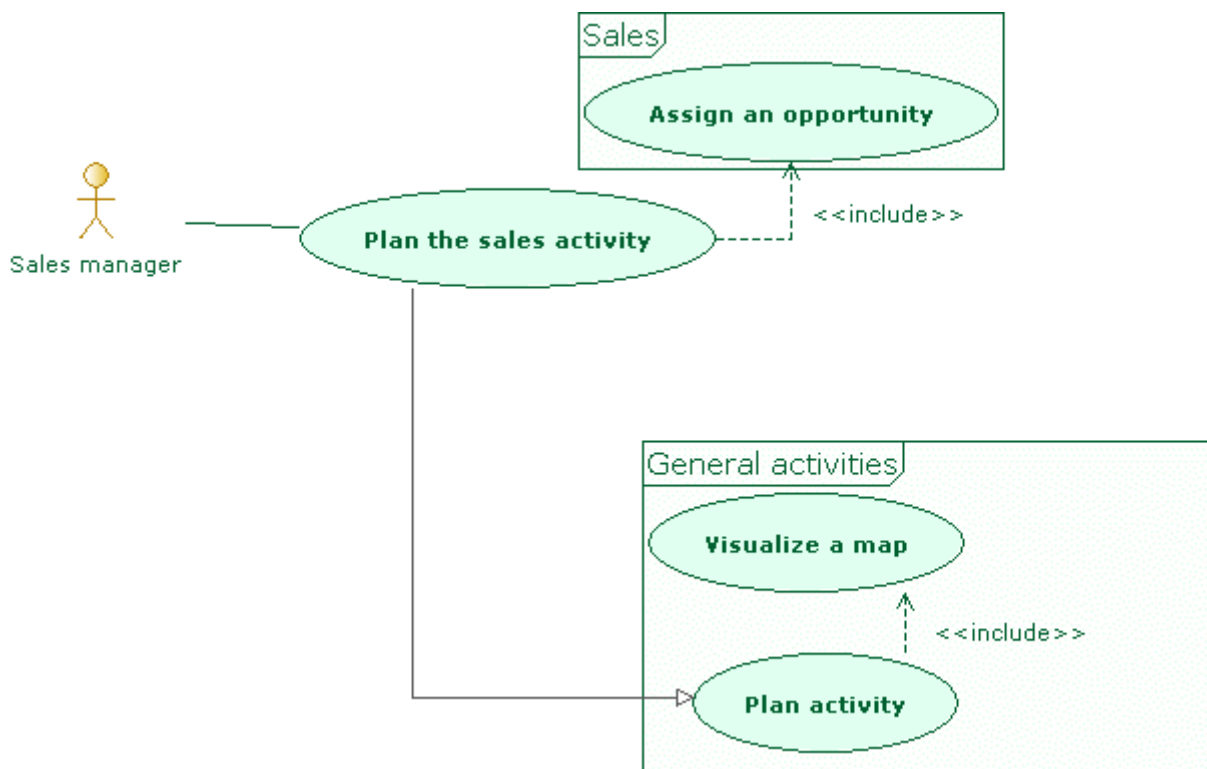 Sales
Assign an opportunity
<<include>>
Plan the sales activity
Sales manager
General activities
Visualize a map
<<include>>
Plan activity